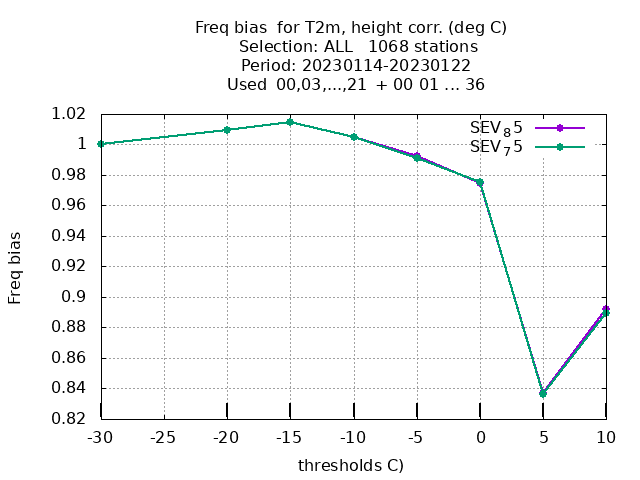 Freq bias  for T2m, height corr. (deg C)
Selection: ALL   1068 stations
Period: 20230114-20230122
Used  00,03,...,21  + 00 01 ... 36
SEV₈5
SEV₇5
1.02
1
0.98
0.96
0.94
0.92
0.9
0.88
0.86
0.84
0.82
Freq bias
-30 -25 -20 -15 -10 -5 0 5 10
thresholds C)